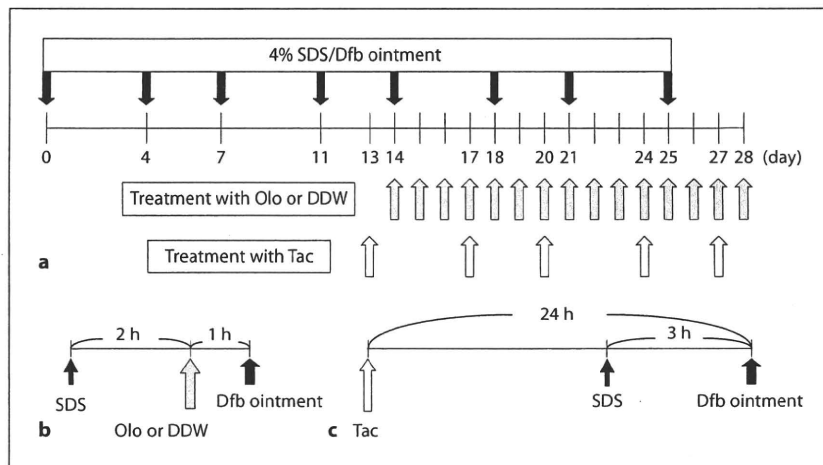 4% SDS/Dfb ointment
0 4 7 11 13 14 17 18 20 21 24 25 27 28 (day)
Treatment with Olo or DDW
Treatment with Tac
a
2 h 1 h
SDS
Olo or DDW
Dfb ointment
b
24 h
3 h
SDS
Dfb ointment
c Tac